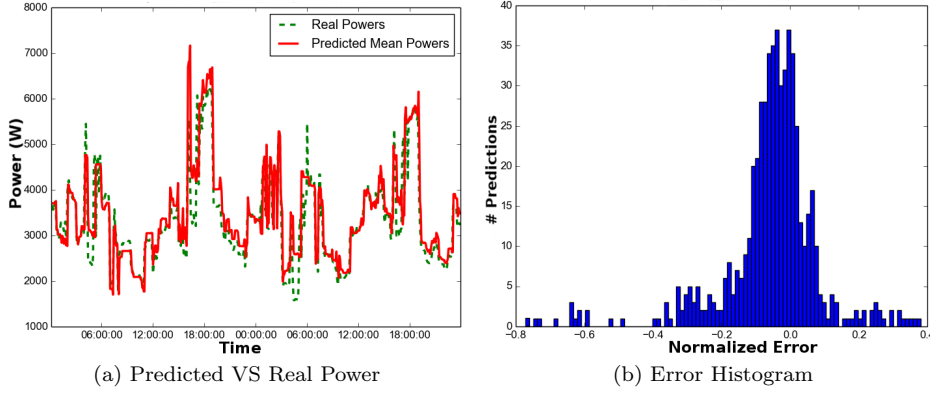 8000
7000
6000
5000
4000
3000
2000
1000
Power (W)
Real Powers
Predicted Mean Powers
06:00:00 12:00:00 18:00:00 00:00:00 06:00:00 12:00:00 18:00:00
Time
(a) Predicted VS Real Power
40
35
30
25
20
15
10
5
0
# Predictions
−0.8 −0.6 −0.4 −0.2 0.0 0.2 0.4
Normalized Error
(b) Error Histogram